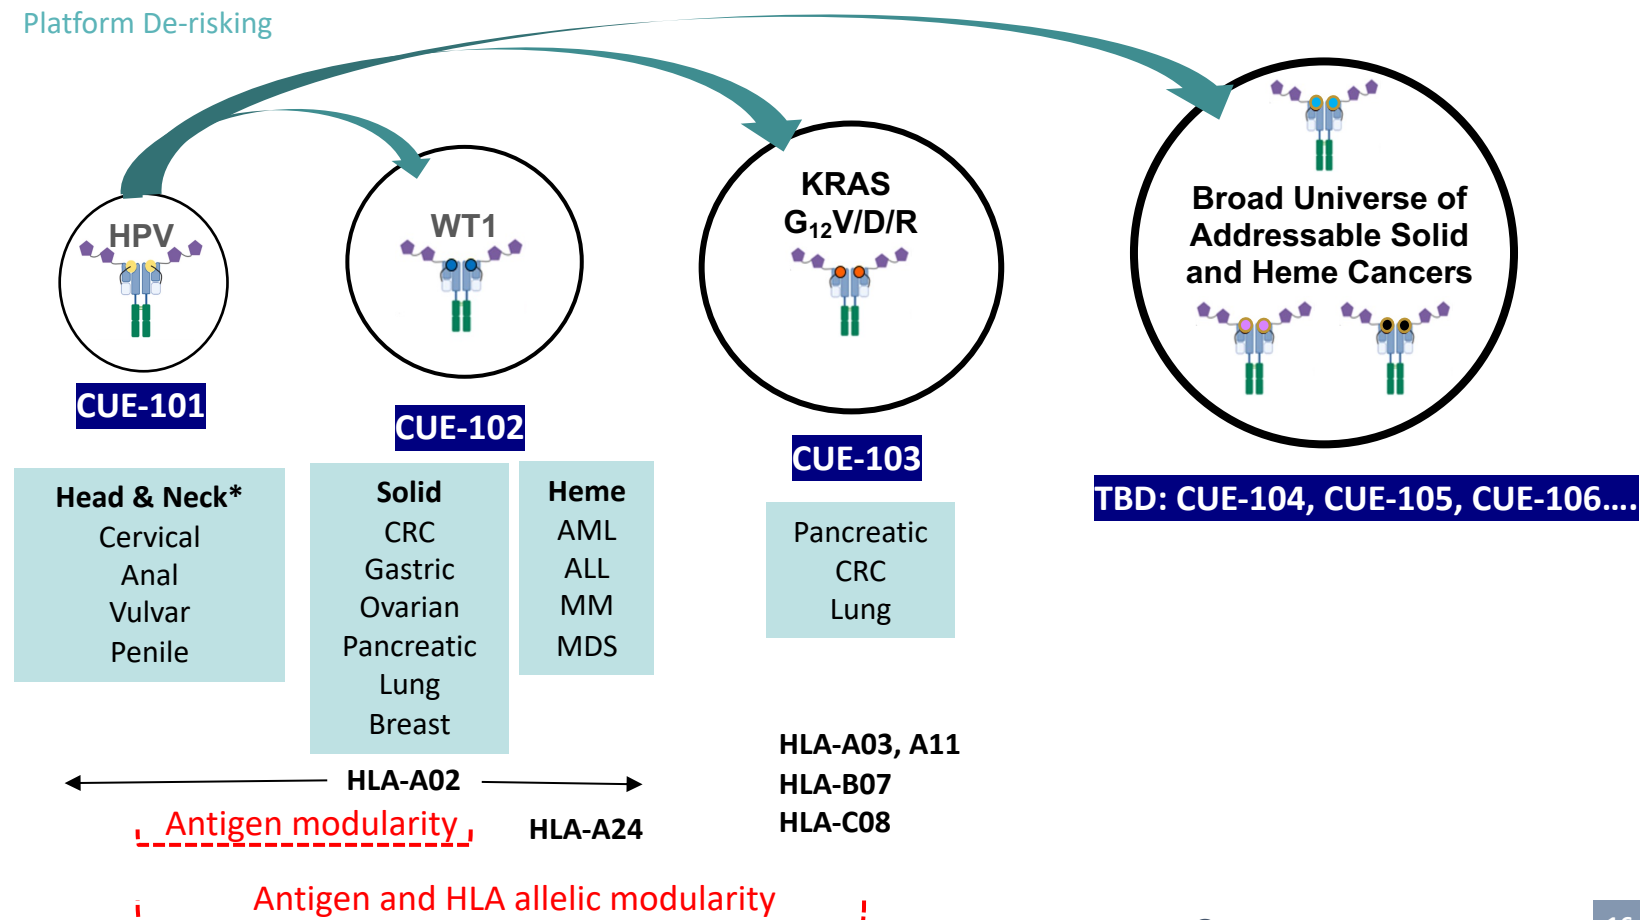 Platform De-risking
HPV
WT1
KRAS
G12V/D/R
Broad Universe of
Addressable Solid
and Heme Cancers
CUE-101
CUE-102
CUE-103
TBD: CUE-104, CUE-105, CUE-106....
Head & Neck*
Cervical
Anal
Vulvar
Penile
Solid
CRC
Gastric
Ovarian
Pancreatic
Lung
Breast
Heme
AML
ALL
MM
MDS
Pancreatic
CRC
Lung
HLA-A02
HLA-A24
HLA-A03, A11
HLA-B07
HLA-C08
Antigen modularity
Antigen and HLA allelic modularity